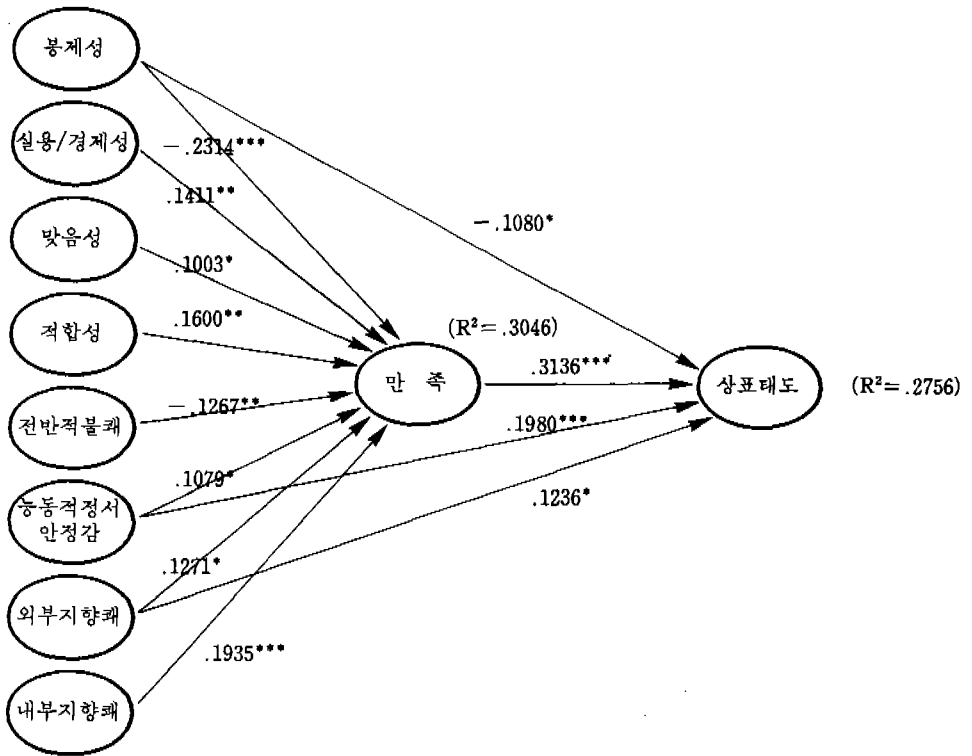 봉제성
실용/경제성
－.2314***
.1411**
－.1080*
맞음성
.1003*
적합성
.1600**
(R²＝.3046)
만 족
.3136***
상표태도
(R²＝.2756)
전반적불쾌
－.1267**
.1980***
.1079*
능동적정서
안정감
.1236*
.1271*
외부지향쾌
.1935***
내부지향쾌